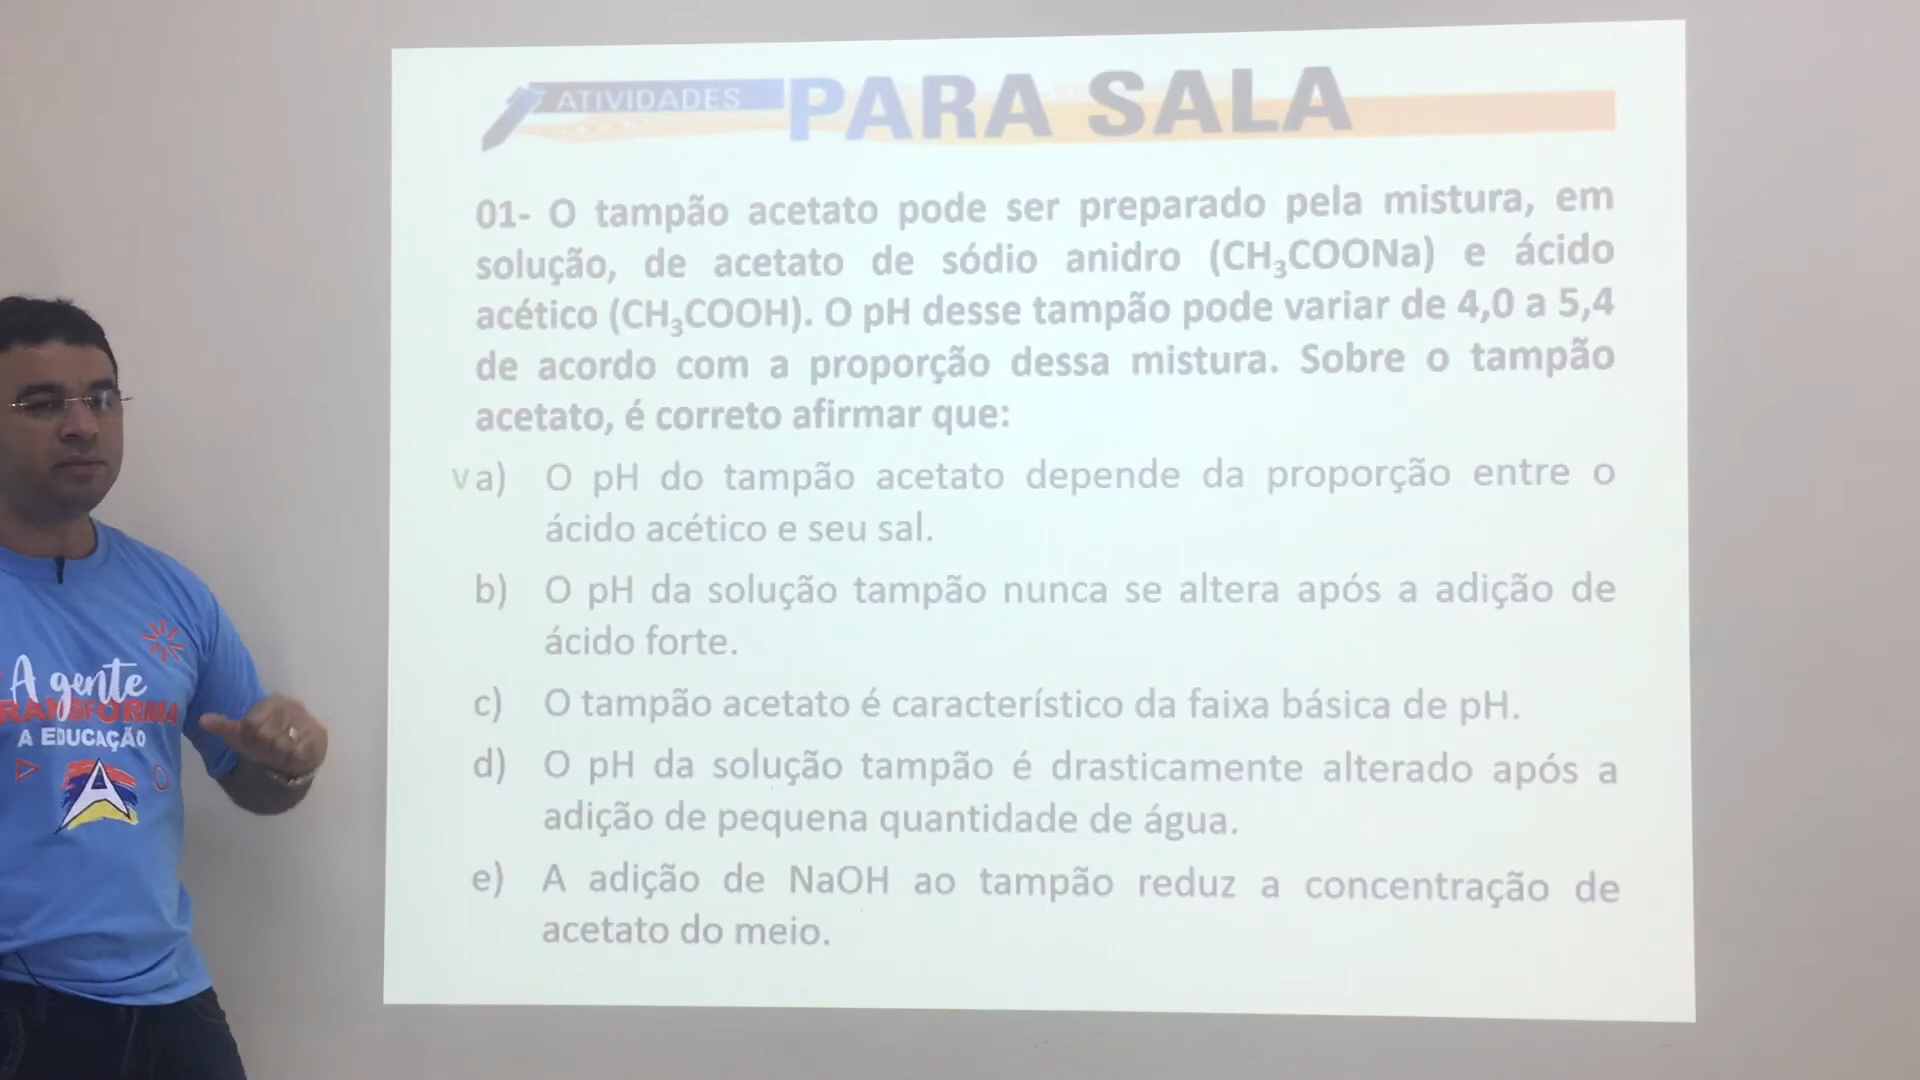 ATIVIDADES PARA SALA
01- O tampão acetato pode ser preparado pela mistura, em
solução, de acetato de sódio anidro (CH₃COONa) e ácido
acético (CH₃COOH). O pH desse tampão pode variar de 4,0 a 5,4
de acordo com a proporção dessa mistura. Sobre o tampão
acetato, é correto afirmar que:
v a) O pH do tampão acetato depende da proporção entre o
ácido acético e seu sal.
b) O pH da solução tampão nunca se altera após a adição de
ácido forte.
c) O tampão acetato é característico da faixa básica de pH.
d) O pH da solução tampão é drasticamente alterado após a
adição de pequena quantidade de água.
e) A adição de NaOH ao tampão reduz a concentração de
acetato do meio.
A gente
RANSFORMA
A EDUCAÇÃO